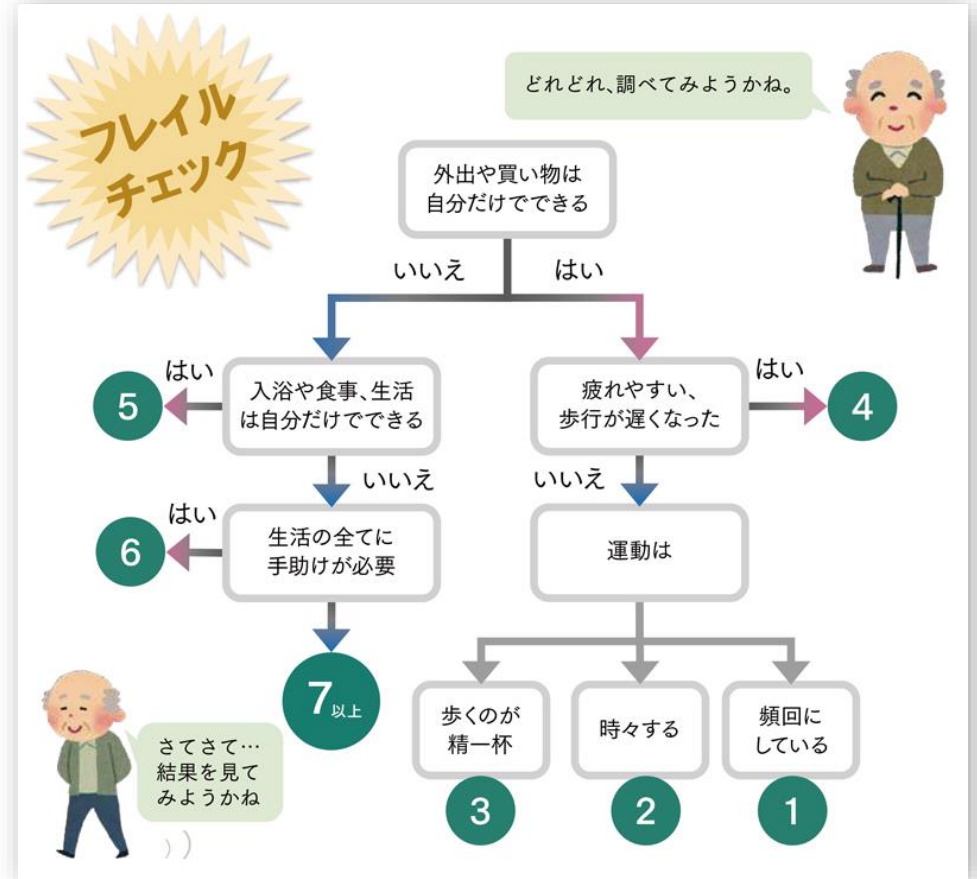 フレイル
チェック
どれどれ、調べてみようかね。
外出や買い物は
自分だけでできる
いいえ
はい
はい
入浴や食事、生活
は自分だけでできる
5
疲れやすい、
歩行が遅くなった
はい
4
いいえ
いいえ
はい
6
生活の全てに
手助けが必要
運動は
7以上
歩くのが
精一杯
時々する
頻回に
している
3
2
1
さてさて…
結果を見て
みようかね